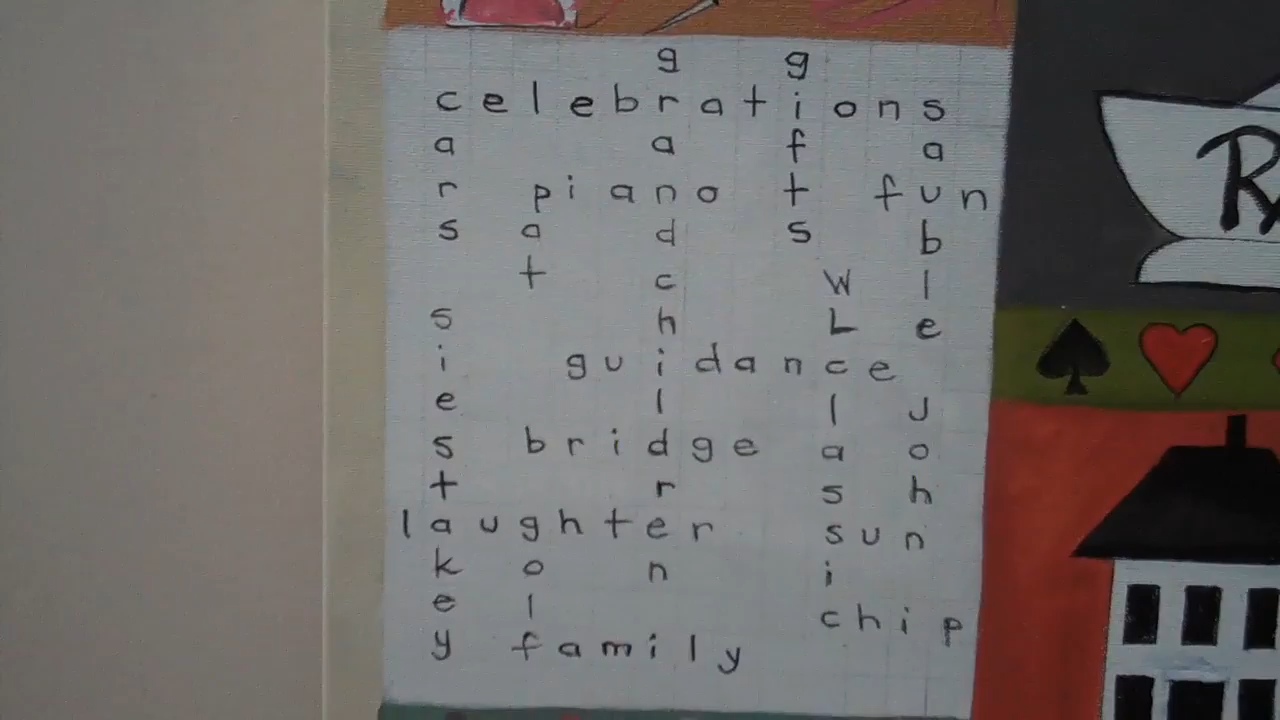 g g
celebrations
a a f a
r piano t fun
s a d s b
t c W l
s h L e
i guidance
e l l J
s bridge a o
t r s h
laughter sun
k o n i
e l chip
y family
R